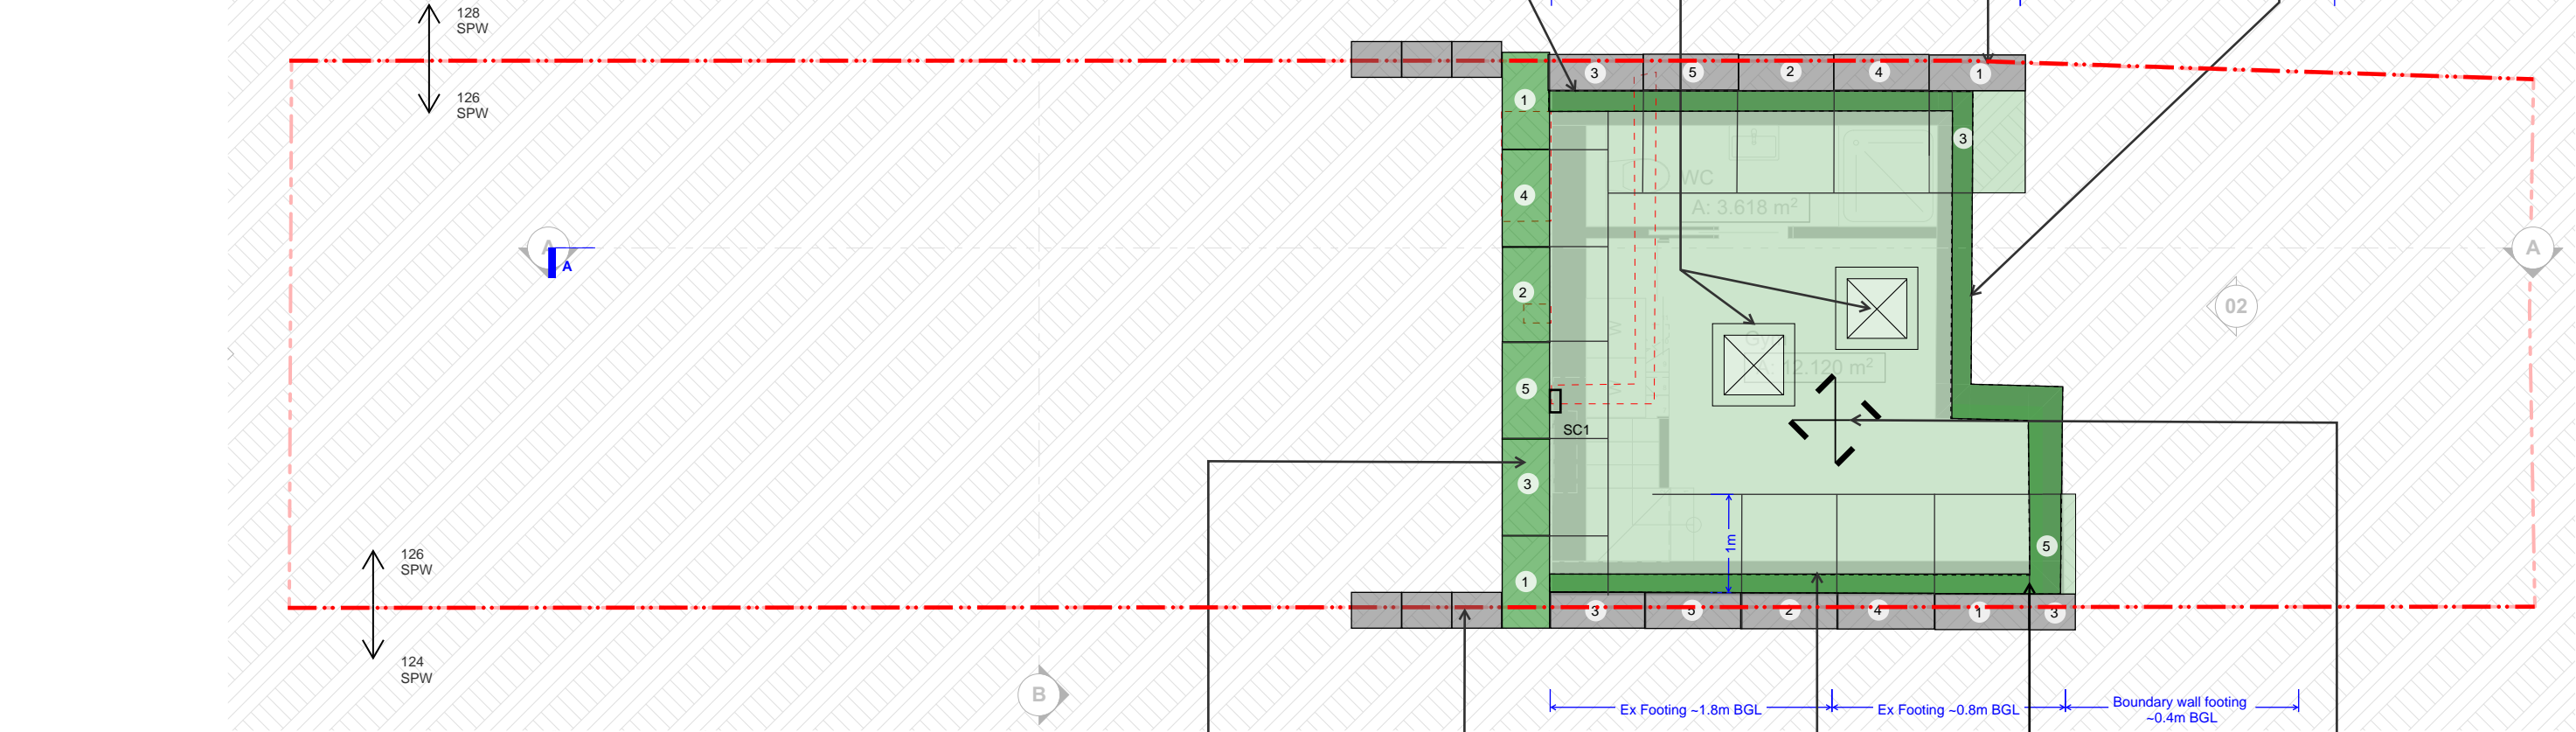 128
SPW
126
SPW
3
5
2
4
1
1
3
4
WC
A: 3.618 m²
A
A
A
2
02
W
Gym
A: 12.120 m²
W
5
SC1
3
1m
5
1
3
5
2
4
1
3
126
SPW
124
SPW
B
Ex Footing ~1.8m BGL
Ex Footing ~0.8m BGL
Boundary wall footing
~0.4m BGL